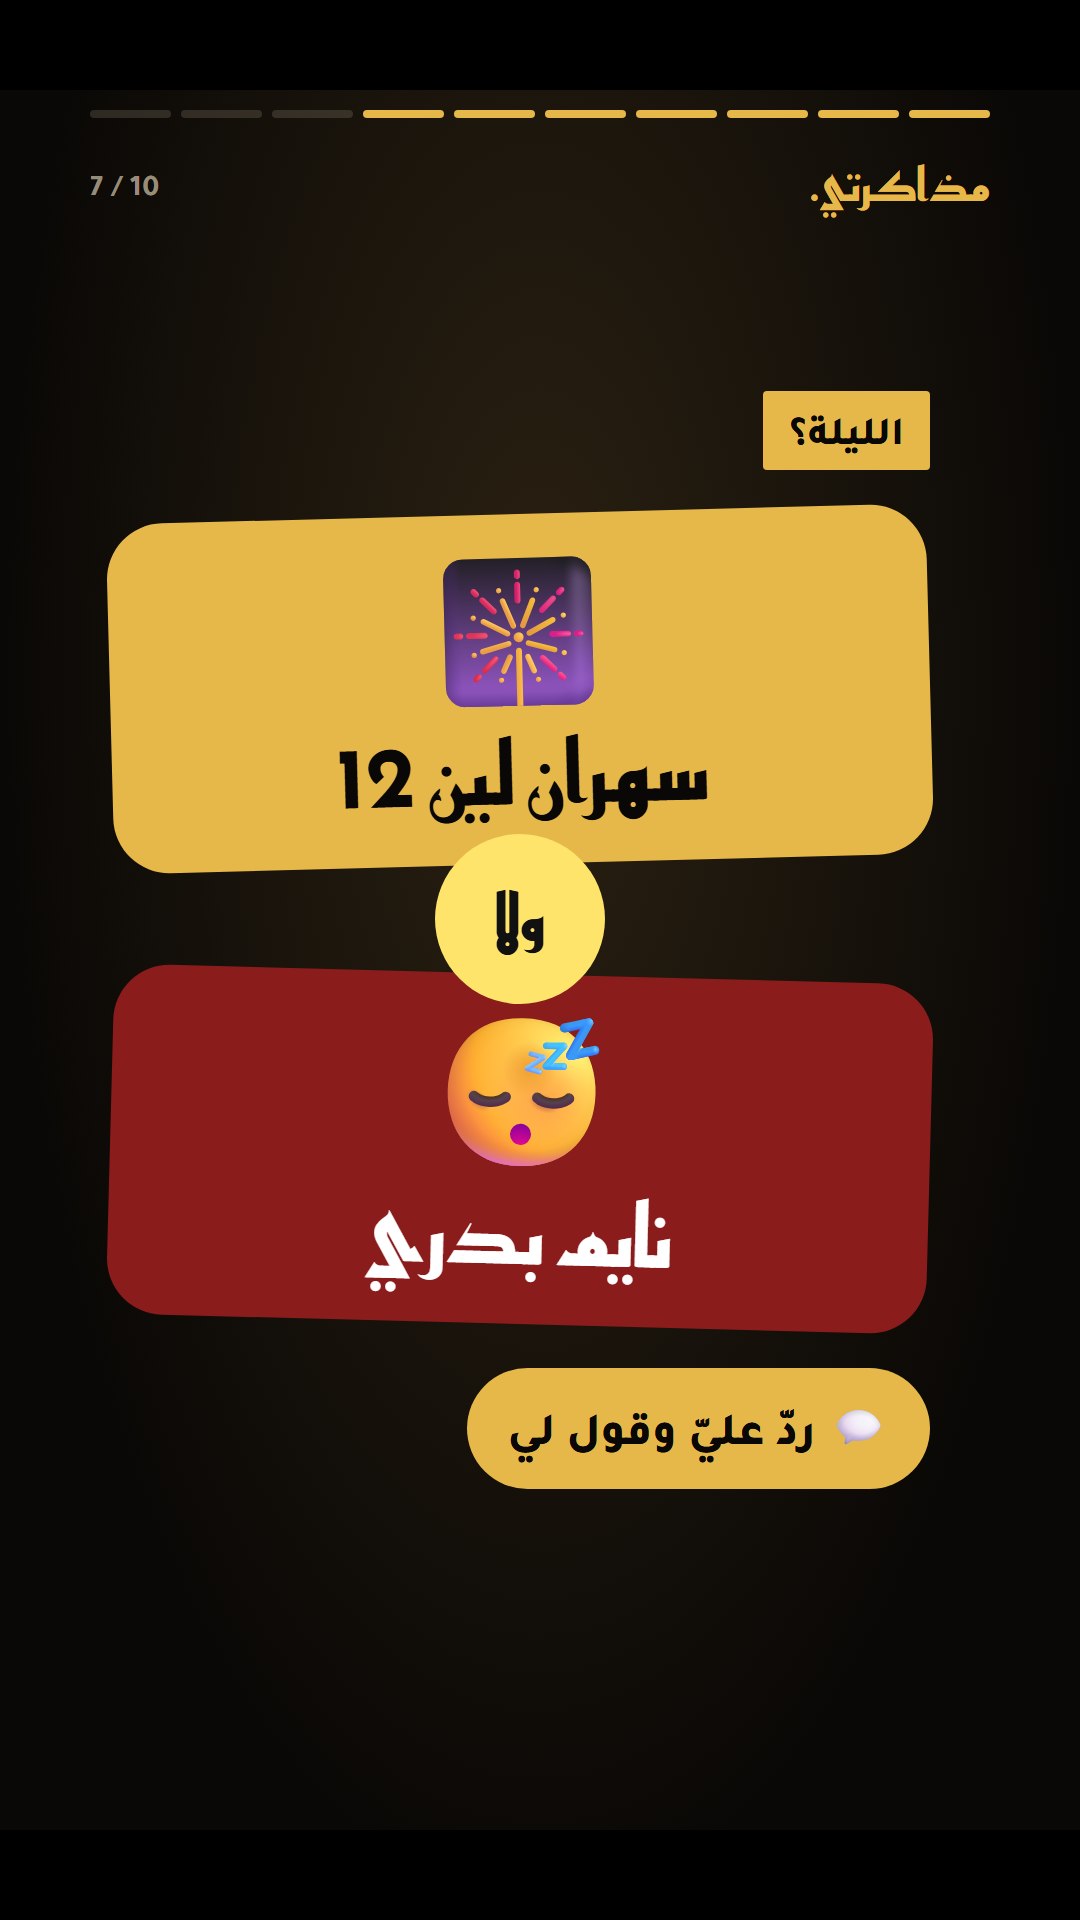 مذاكرتي.
7 / 10
الليلة؟
سهران لين 12
ولا
نايم بدري
ردّ عليّ وقول لي